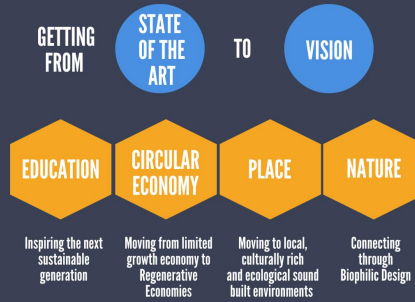 GETTING
FROM
STATE
OF THE
ART
TO
VISION
EDUCATION
CIRCULAR
ECONOMY
PLACE
NATURE
Inspiring the next
sustainable
generation
Moving from limited
growth economy to
Regenerative
Economies
Moving to local,
culturally rich
and ecological sound
built environments
Connecting
through
Biophilic Design